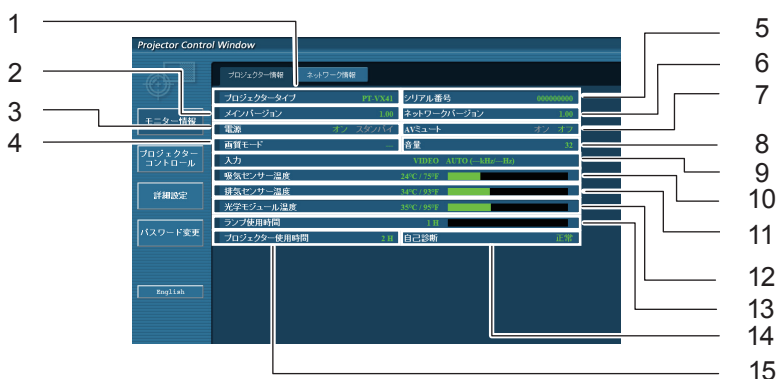 Projector Control Window
プロジェクター情報 ネットワーク情報
モニター情報
プロジェクター
コントロール
詳細設定
パスワード変更
English
プロジェクタータイプ PT-VX41 シリアル番号 000000000
メインバージョン 1.00 ネットワークバージョン 1.00
電源 オン スタンバイ AVミュート オン オフ
画質モード --- 音量 32
入力 VIDEO AUTO (---kHz/---Hz)
吸気センサー温度 24°C / 75°F
排気センサー温度 34°C / 93°F
光学モジュール温度 35°C / 95°F
ランプ使用時間 1 H
プロジェクター使用時間 2 H 自己診断 正常
1
2
3
4
5
6
7
8
9
10
11
12
13
14
15